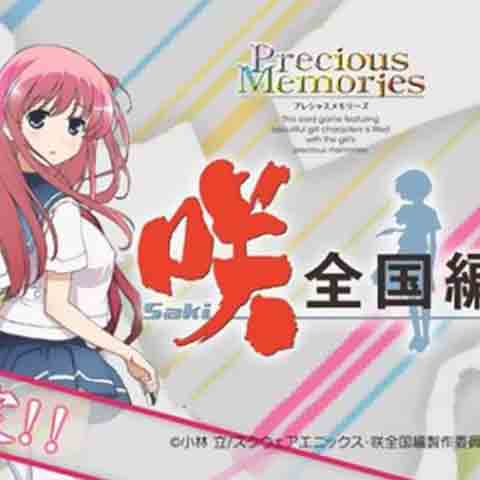 Precious
Memories
プレシャスメモリーズ
This card game featuring
beautiful girl characters is filled
with the girl's
precious memories
咲
Saki
全国編
!!
©小林 立/スクウェアエニックス・咲全国編製作委員